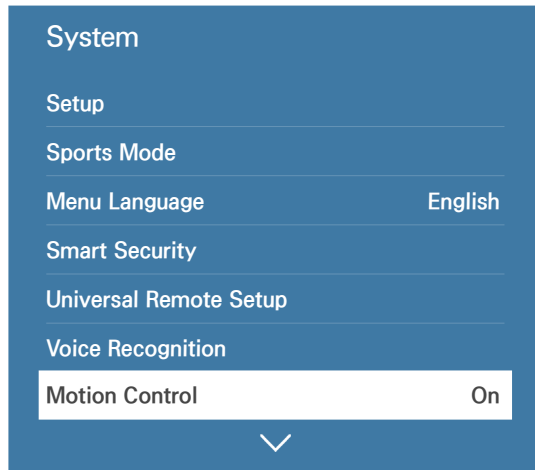 System
Setup
Sports Mode
Menu Language English
Smart Security
Universal Remote Setup
Voice Recognition
Motion Control On